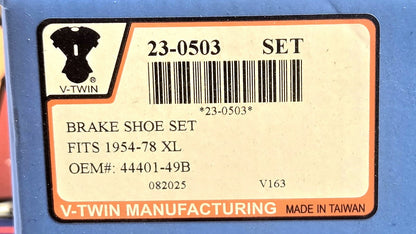 23-0503 SET
V-TWIN ®
*23-0503*
BRAKE SHOE SET
FITS 1954-78 XL
OEM#: 44401-49B
082025 V163
V-TWIN MANUFACTURING MADE IN TAIWAN